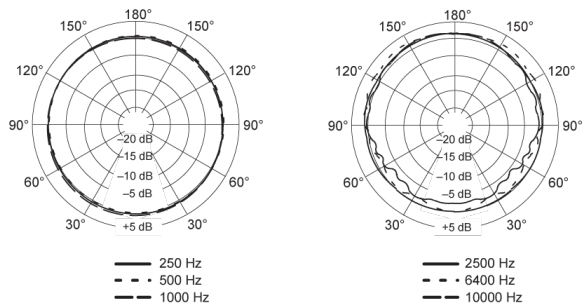 180°
150° 150°
120° 120°
90° 90°
60° 60°
30° 30°
–20 dB
–15 dB
–10 dB
–5 dB
+5 dB
250 Hz
500 Hz
1000 Hz
180°
150° 150°
120° 120°
90° 90°
60° 60°
30° 30°
–20 dB
–15 dB
–10 dB
–5 dB
+5 dB
2500 Hz
6400 Hz
10000 Hz